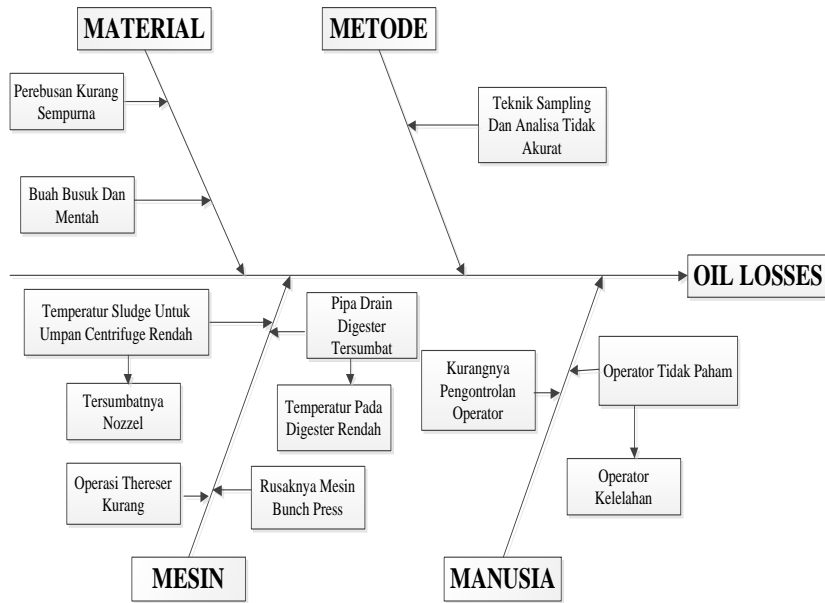 MATERIAL
METODE
Perebusan Kurang
Sempurna
Teknik Sampling
Dan Analisa Tidak
Akurat
Buah Busuk Dan
Mentah
OIL LOSSES
Temperatur Sludge Untuk
Umpan Centrifuge Rendah
Pipa Drain
Digester
Tersumbat
Tersumbatnya
Nozzel
Temperatur Pada
Digester Rendah
Kurangnya
Pengontrolan
Operator
Operator Tidak Paham
Operasi Thereser
Kurang
Rusaknya Mesin
Bunch Press
Operator
Kelelahan
MESIN
MANUSIA